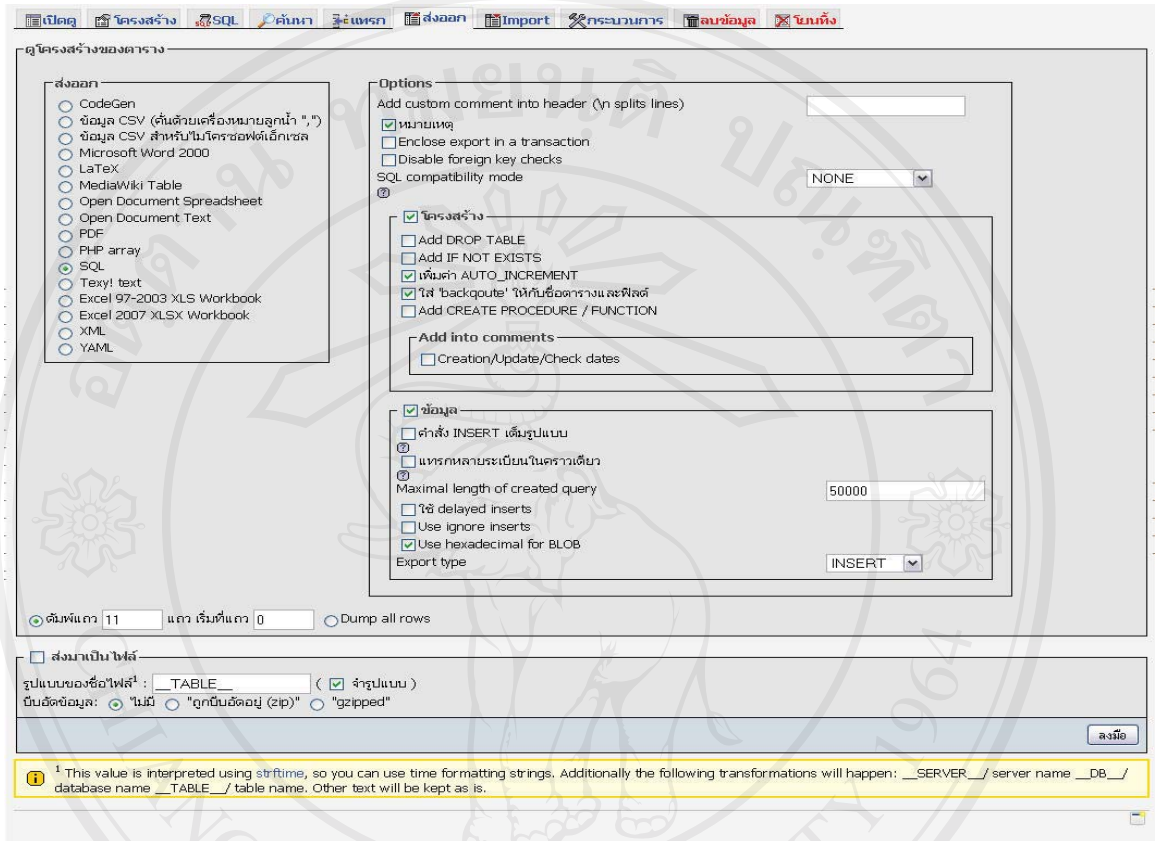 เปิดดู โครงสร้าง SQL ค้นหา แทรก ส่งออก Import กระบวนการ ลบข้อมูล โยนทิ้ง
ดูโครงสร้างของตาราง
ส่งออก
CodeGen
ข้อมูล CSV (คั่นด้วยเครื่องหมายลูกน้ำ ",")
ข้อมูล CSV สำหรับไมโครซอฟต์เอ็กเซล
Microsoft Word 2000
LaTeX
MediaWiki Table
Open Document Spreadsheet
Open Document Text
PDF
PHP array
SQL
Texy! text
Excel 97-2003 XLS Workbook
Excel 2007 XLSX Workbook
XML
YAML
Options
Add custom comment into header (\n splits lines)
หมายเหตุ
Enclose export in a transaction
Disable foreign key checks
SQL compatibility mode NONE
โครงสร้าง
Add DROP TABLE
Add IF NOT EXISTS
เพิ่มค่า AUTO_INCREMENT
ใส่ 'backqoute' ให้กับชื่อตารางและฟิลด์
Add CREATE PROCEDURE / FUNCTION
Add into comments
Creation/Update/Check dates
ข้อมูล
คำสั่ง INSERT เต็มรูปแบบ
แทรกหลายระเบียนในคราวเดียว
Maximal length of created query 50000
ใช้ delayed inserts
Use ignore inserts
Use hexadecimal for BLOB
Export type INSERT
ดัมพ์แถว 11 แถว เริ่มที่แถว 0 Dump all rows
ส่งมาเป็นไฟล์
รูปแบบของชื่อไฟล์1 : __TABLE__ ( จำรูปแบบ )
บีบอัดข้อมูล: ไม่มี "ถูกบีบอัดอยู่ (zip)" "gzipped"
ลงมือ
1 This value is interpreted using strftime, so you can use time formatting strings. Additionally the following transformations will happen: __SERVER__/ server name __DB__/
database name __TABLE__/ table name. Other text will be kept as is.